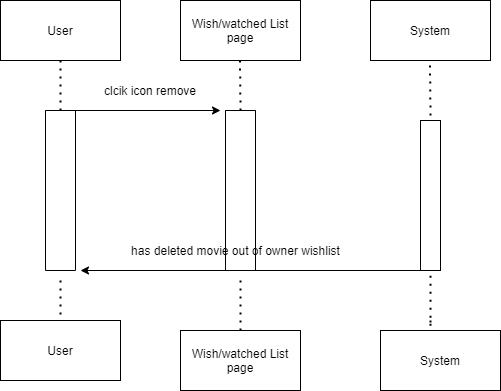 User
Wish/watched List
page
System
clcik icon remove
has deleted movie out of owner wishlist
User
Wish/watched List
page
System